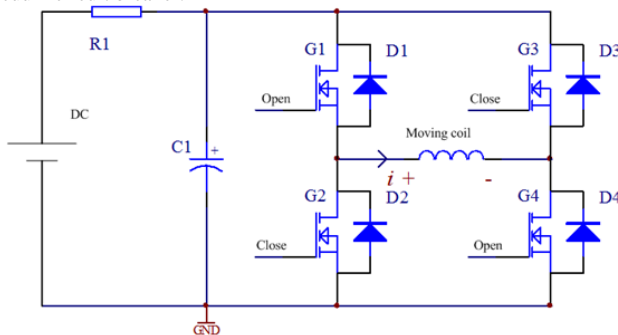 R1
G1
D1
G3
D3
Open
Close
DC
C1
+
Moving coil
i + -
G2
D2
G4
D4
Close
Open
GND